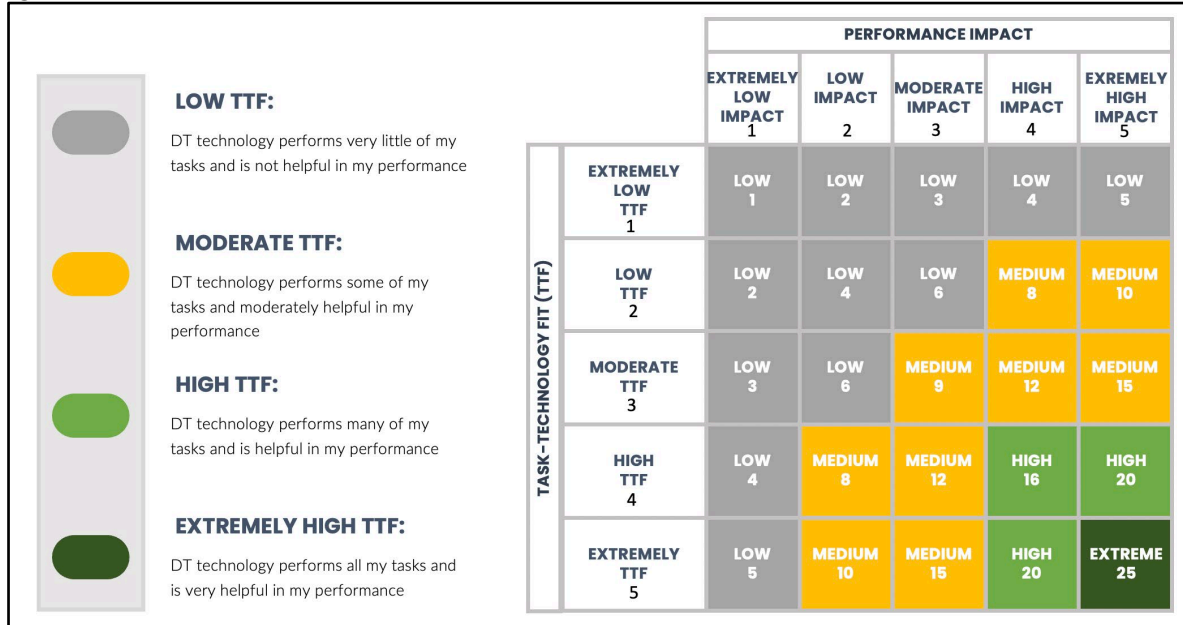 LOW TTF:
DT technology performs very little of my
tasks and is not helpful in my performance
MODERATE TTF:
DT technology performs some of my
tasks and moderately helpful in my
performance
HIGH TTF:
DT technology performs many of my
tasks and is helpful in my performance
EXTREMELY HIGH TTF:
DT technology performs all my tasks and
is very helpful in my performance
PERFORMANCE IMPACT
EXTREMELY
LOW
IMPACT
1
LOW
IMPACT
2
MODERATE
IMPACT
3
HIGH
IMPACT
4
EXREMELY
HIGH
IMPACT
5
TASK-TECHNOLOGY FIT (TTF)
EXTREMELY
LOW
TTF
1
LOW
1
LOW
2
LOW
3
LOW
4
LOW
5
LOW
TTF
2
LOW
2
LOW
4
LOW
6
MEDIUM
8
MEDIUM
10
MODERATE
TTF
3
LOW
3
LOW
6
MEDIUM
9
MEDIUM
12
MEDIUM
15
HIGH
TTF
4
LOW
4
MEDIUM
8
MEDIUM
12
HIGH
16
HIGH
20
EXTREMELY
TTF
5
LOW
5
MEDIUM
10
MEDIUM
15
HIGH
20
EXTREME
25